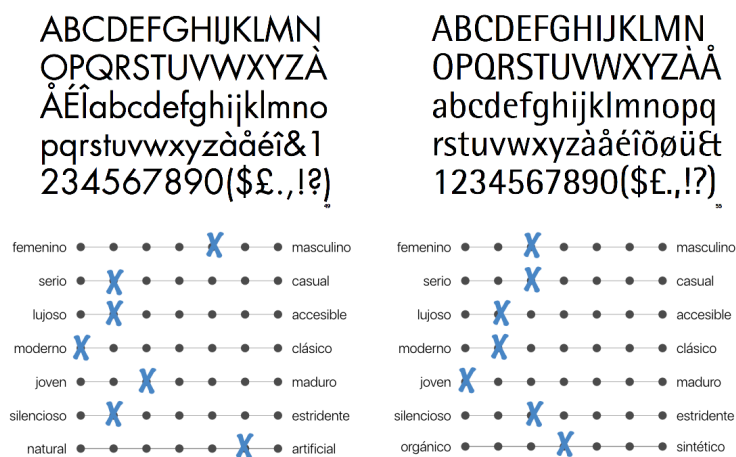 ABCDEFGHIJKLMN
OPQRSTUVWXYZÀ
ÅÉÎabcdefghijklmno
pqrstuvwxyzàåéî&1
234567890($£.,!?)
49
femenino masculino
serio casual
lujoso accesible
moderno clásico
joven maduro
silencioso estridente
natural artificial
ABCDEFGHIJKLMN
OPQRSTUVWXYZÀÅ
abcdefghijklmnopq
rstuvwxyzàåéîõøü&
1234567890($£.,!?)
55
femenino masculino
serio casual
lujoso accesible
moderno clásico
joven maduro
silencioso estridente
orgánico sintético